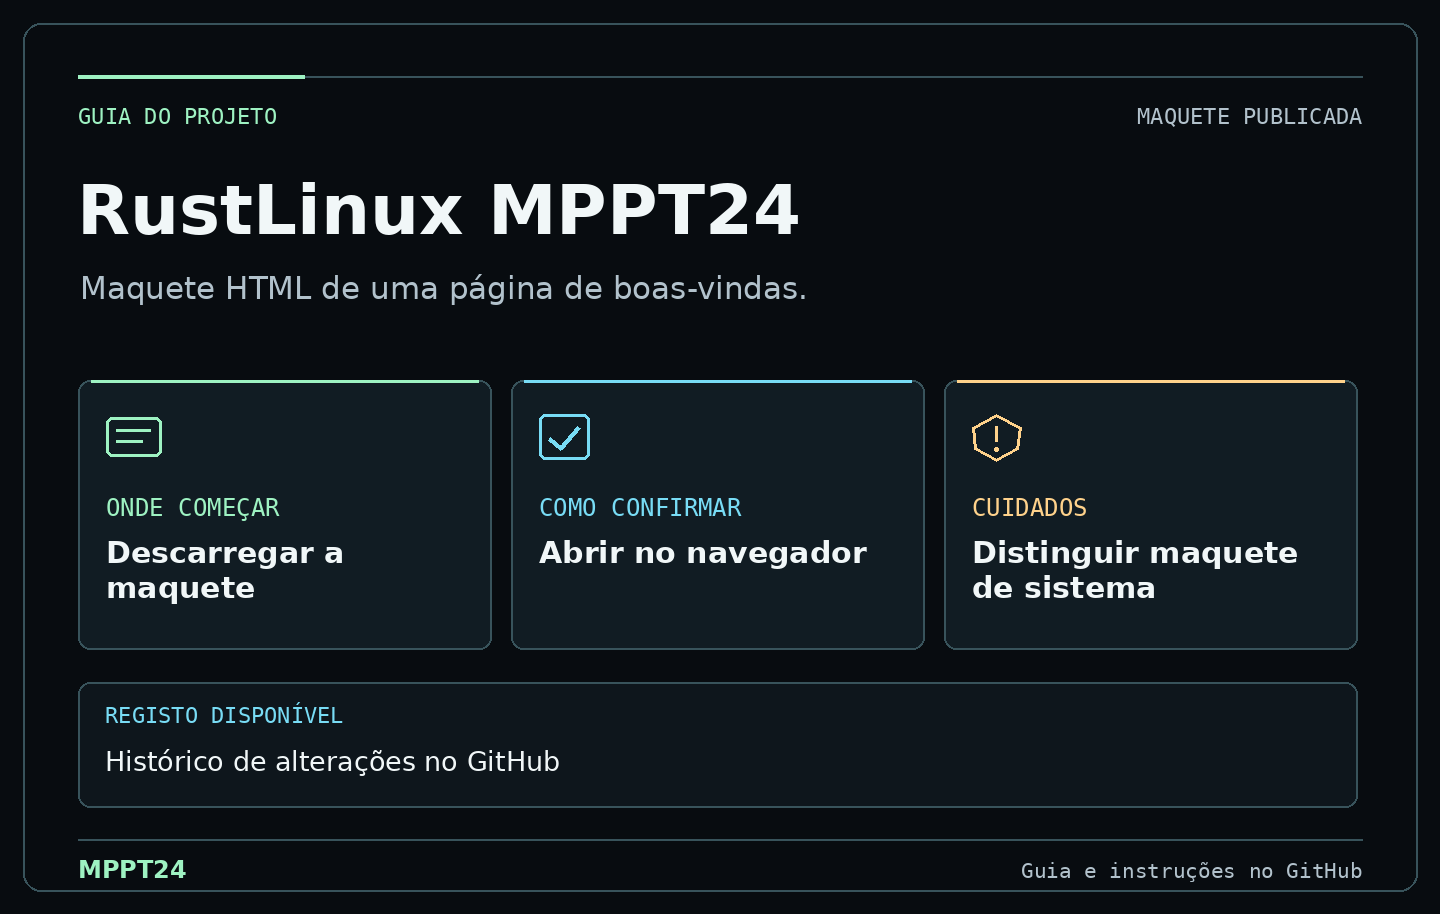 GUIA DO PROJETO
MAQUETE PUBLICADA
RustLinux MPPT24
Maquete HTML de uma página de boas-vindas.
ONDE COMEÇAR
Descarregar a
maquete
COMO CONFIRMAR
Abrir no navegador
CUIDADOS
Distinguir maquete
de sistema
REGISTO DISPONÍVEL
Histórico de alterações no GitHub
MPPT24
Guia e instruções no GitHub